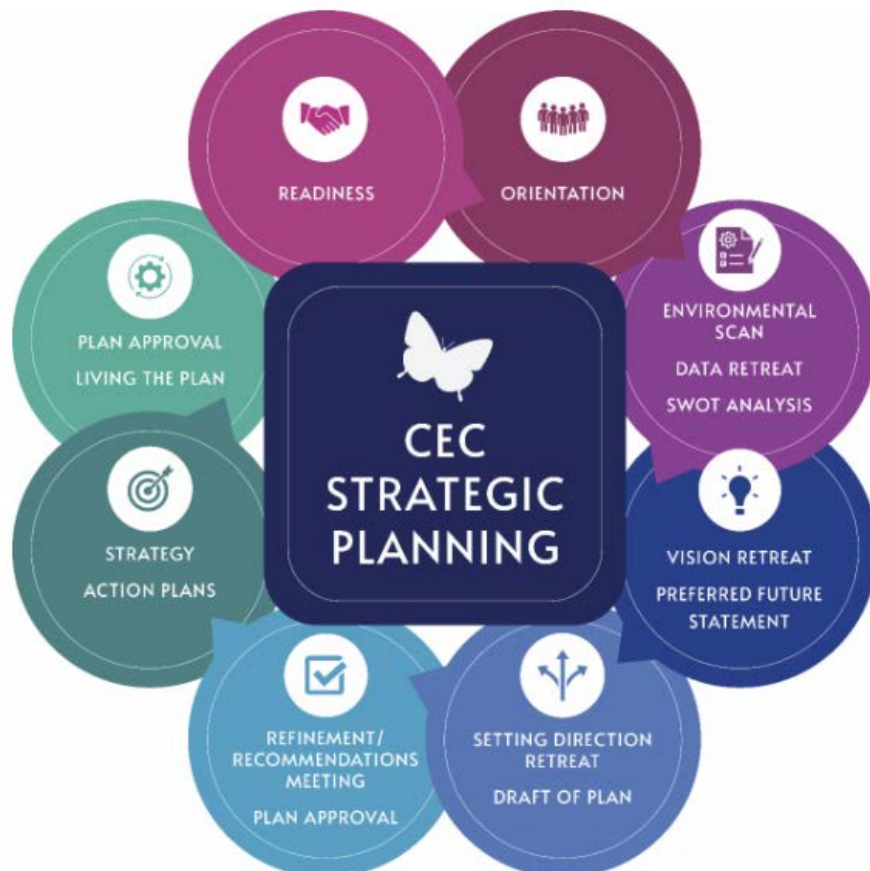 READINESS
ORIENTATION
ENVIRONMENTAL
SCAN
DATA RETREAT
SWOT ANALYSIS
VISION RETREAT
PREFERRED FUTURE
STATEMENT
SETTING DIRECTION
RETREAT
DRAFT OF PLAN
REFINEMENT/
RECOMMENDATIONS
MEETING
PLAN APPROVAL
STRATEGY
ACTION PLANS
PLAN APPROVAL
LIVING THE PLAN
CEC
STRATEGIC
PLANNING